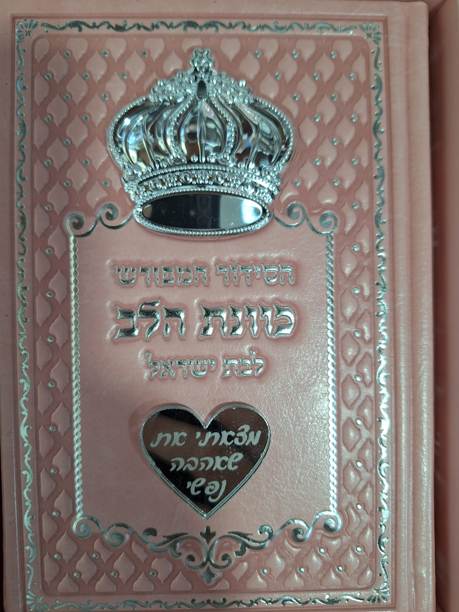 הסידור המפורש
כוונת הלב
לבת ישראל
מצאתי את
שאהבה
נפשי